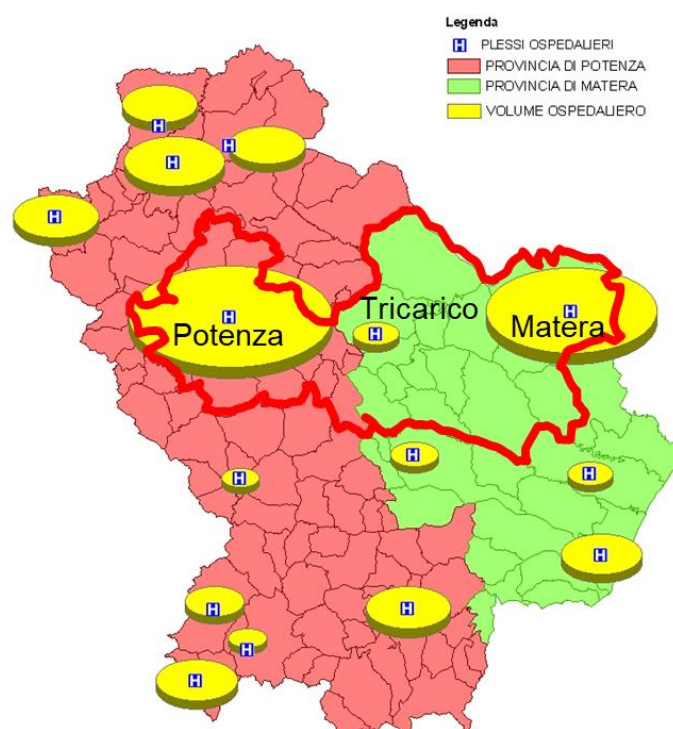 Legenda
H PLESSI OSPEDALIERI
PROVINCIA DI POTENZA
PROVINCIA DI MATERA
VOLUME OSPEDALIERO
H
H
H
H
H
H
Tricarico
Potenza
Matera
H
H
H
H
H
H
H
H
H